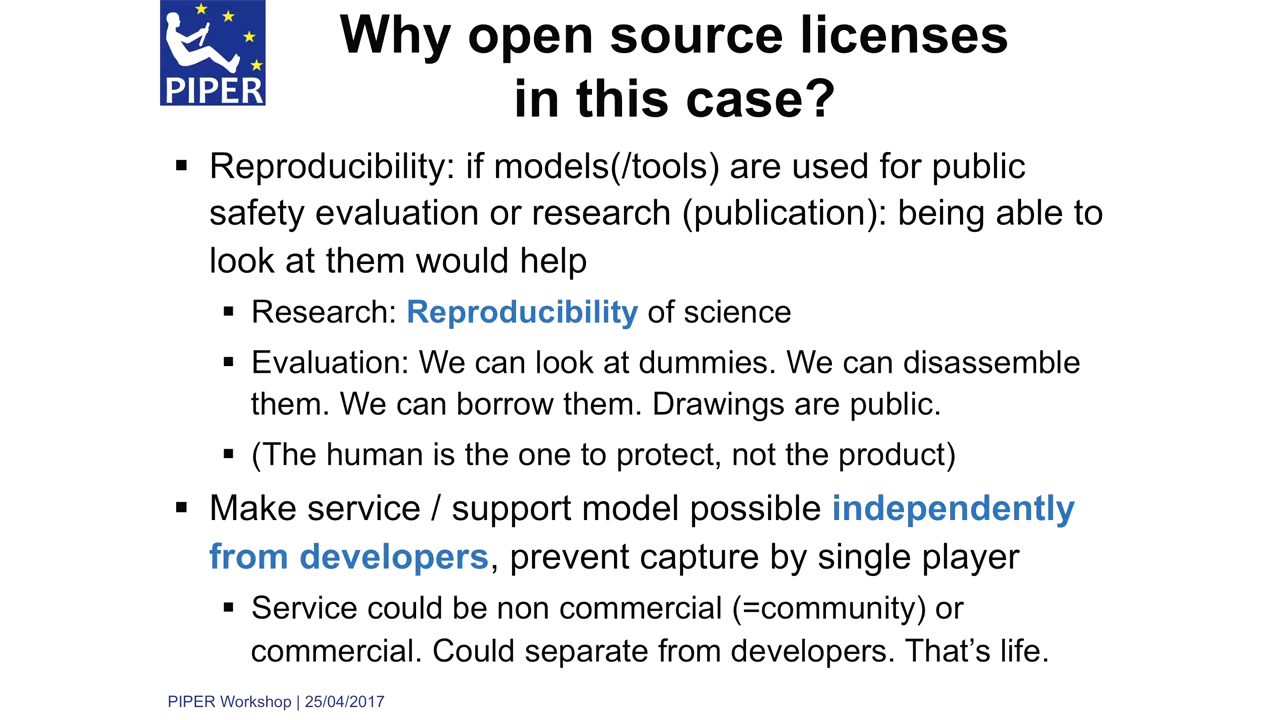 PIPER
Why open source licenses
in this case?
▪ Reproducibility: if models(/tools) are used for public
safety evaluation or research (publication): being able to
look at them would help
▪ Research: Reproducibility of science
▪ Evaluation: We can look at dummies. We can disassemble
them. We can borrow them. Drawings are public.
▪ (The human is the one to protect, not the product)
▪ Make service / support model possible independently
from developers, prevent capture by single player
▪ Service could be non commercial (=community) or
commercial. Could separate from developers. That’s life.
PIPER Workshop | 25/04/2017